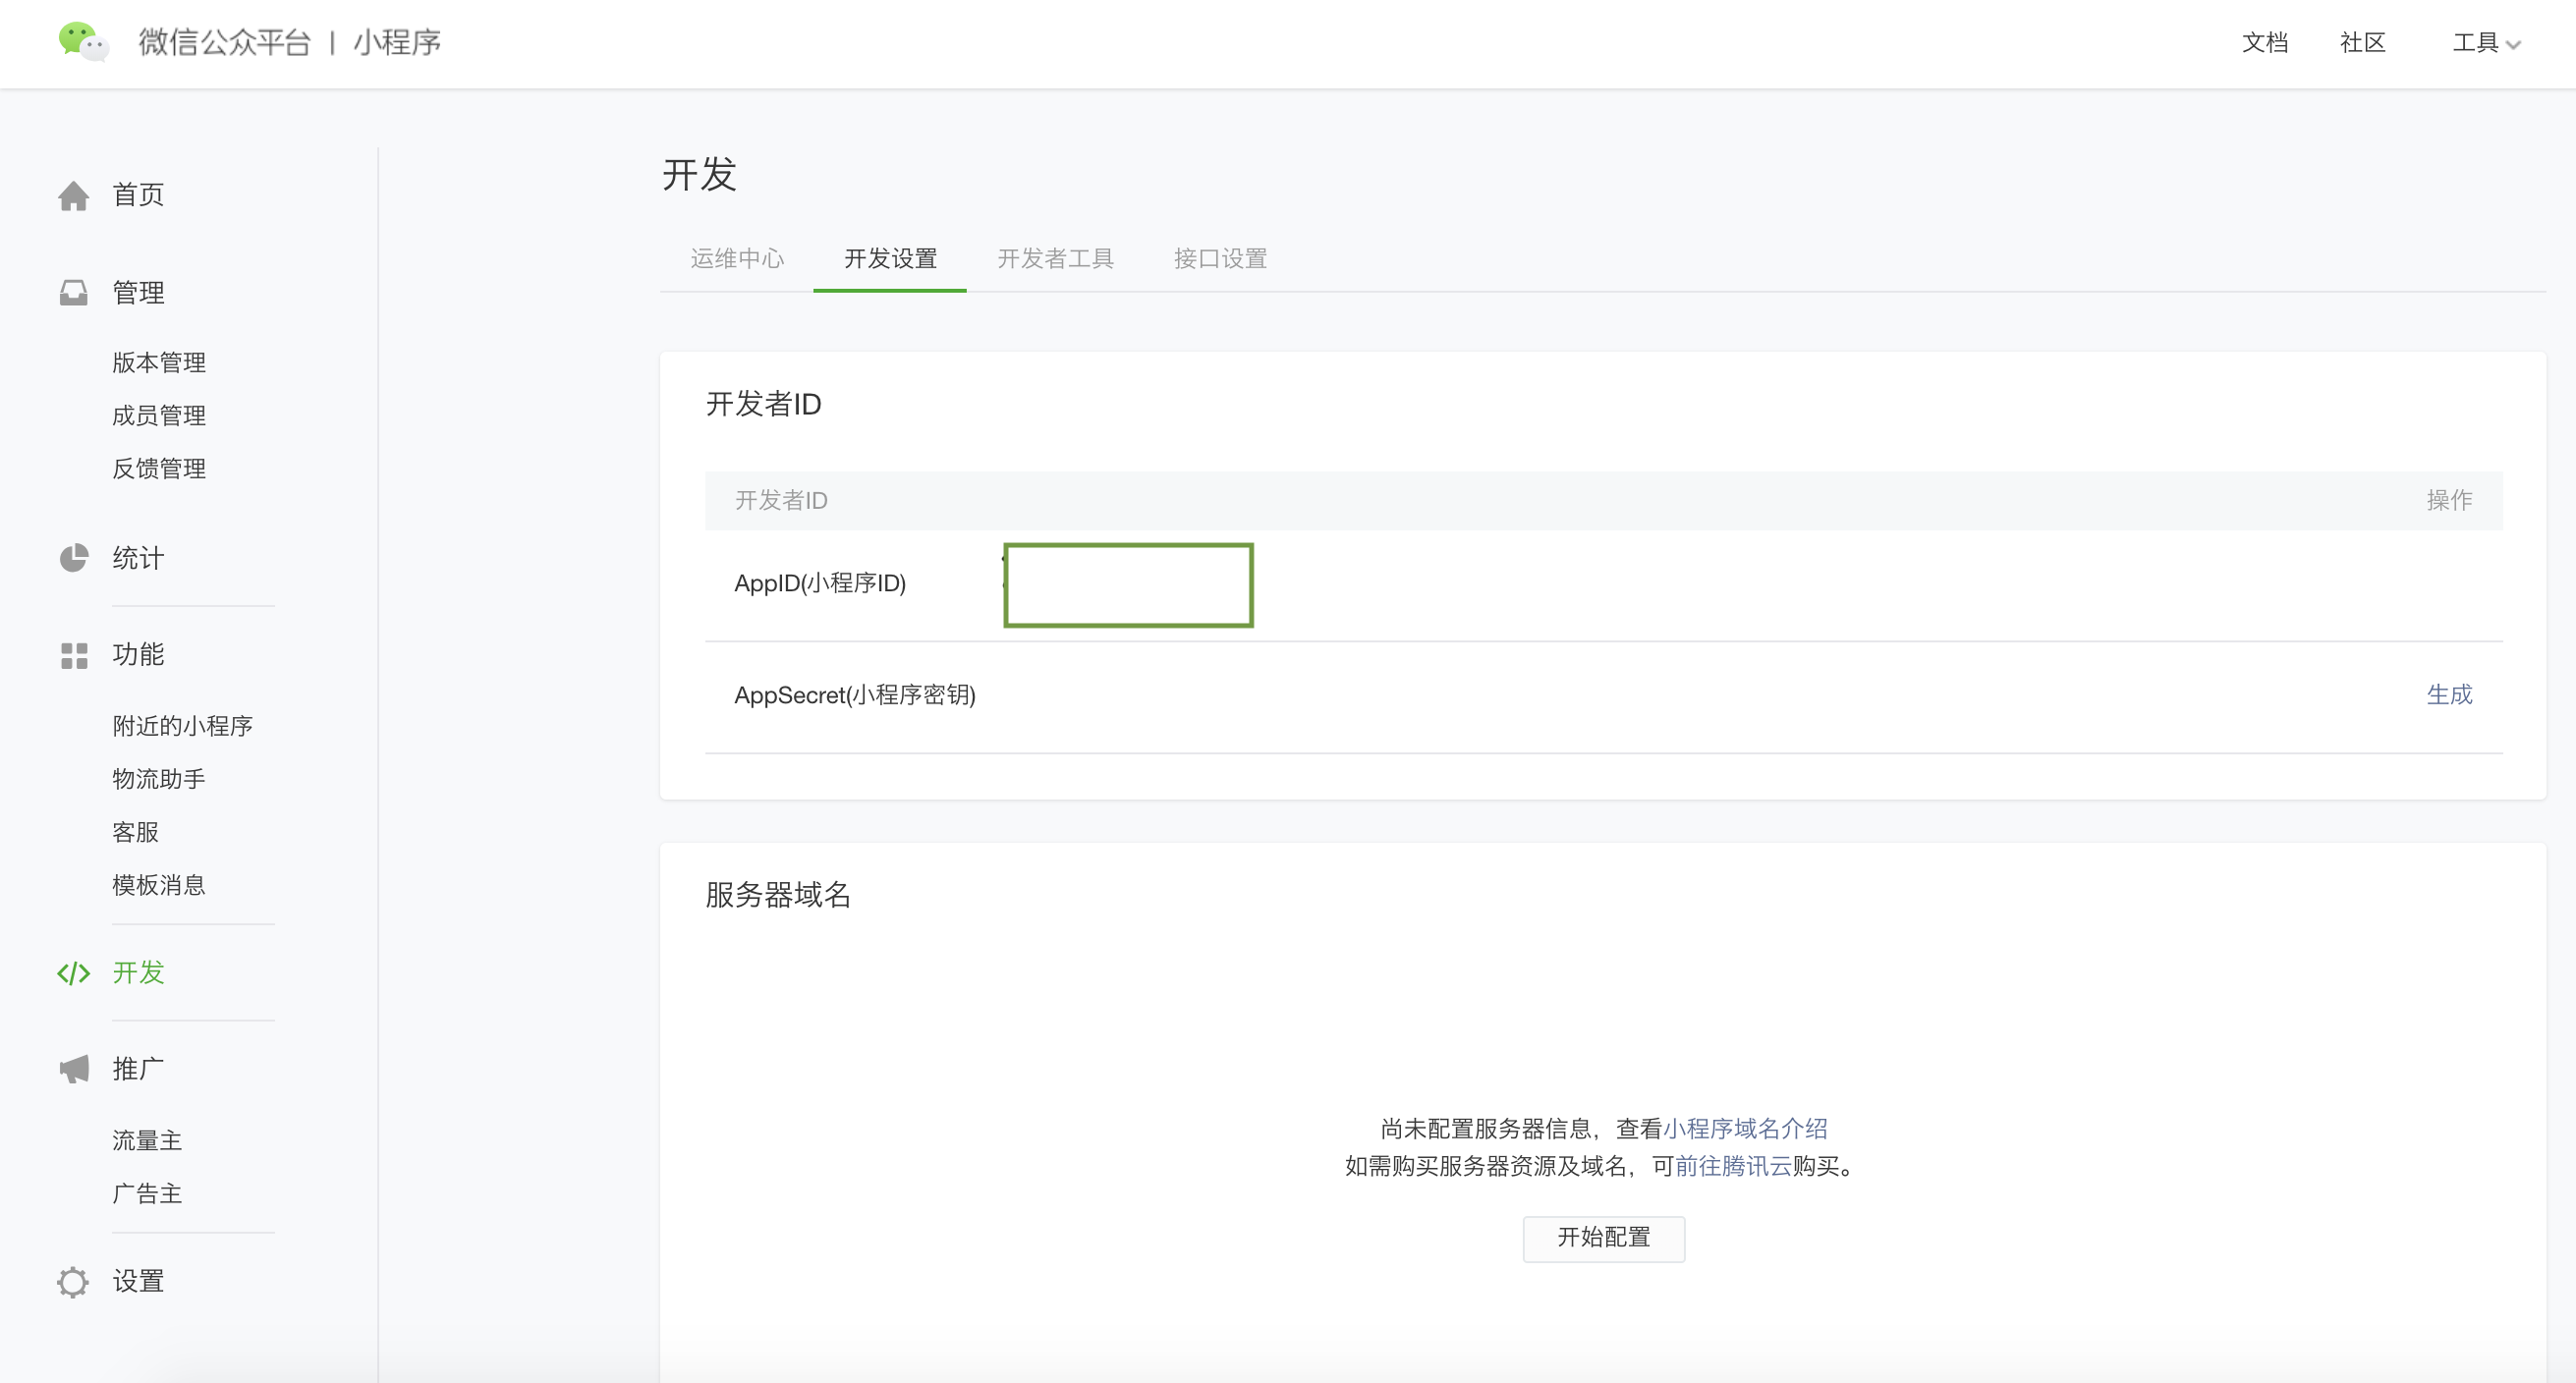 微信公众平台 | 小程序
文档 社区 工具
首页
管理
版本管理
成员管理
反馈管理
统计
功能
附近的小程序
物流助手
客服
模板消息
开发
推广
流量主
广告主
设置
开发
运维中心 开发设置 开发者工具 接口设置
开发者ID
开发者ID 操作
AppID(小程序ID)
AppSecret(小程序密钥) 生成
服务器域名
尚未配置服务器信息，查看小程序域名介绍
如需购买服务器资源及域名，可前往腾讯云购买。
开始配置